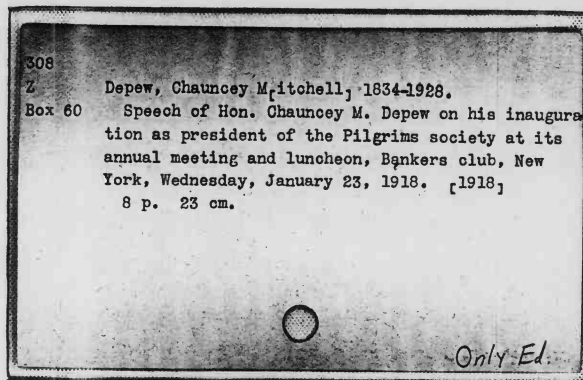 308
Z Depew, Chauncey M[itchell] 1834-1928.
Box 60 Speech of Hon. Chauncey M. Depew on his inaugura
tion as president of the Pilgrims society at its
annual meeting and luncheon, Bankers club, New
York, Wednesday, January 23, 1918. [1918]
8 p. 23 cm.
Only Ed.